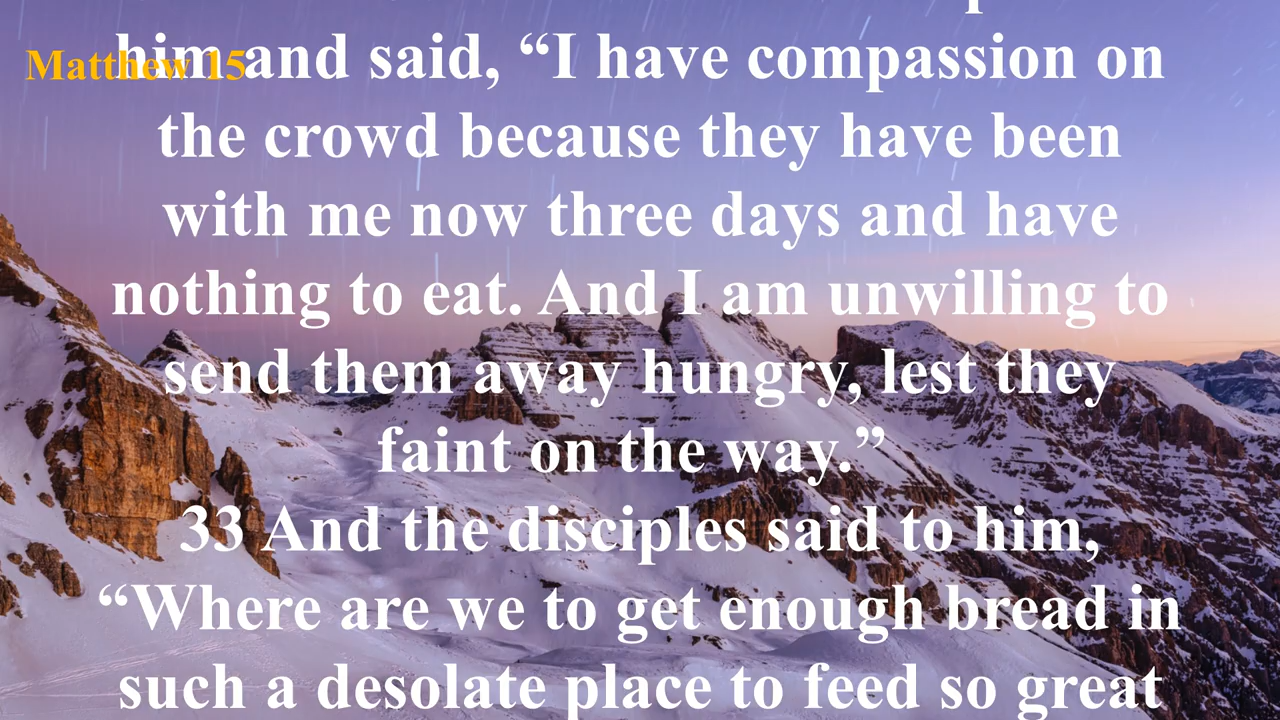 Matthew 15
him and said, “I have compassion on
the crowd because they have been
with me now three days and have
nothing to eat. And I am unwilling to
send them away hungry, lest they
faint on the way.”
33 And the disciples said to him,
“Where are we to get enough bread in
such a desolate place to feed so great